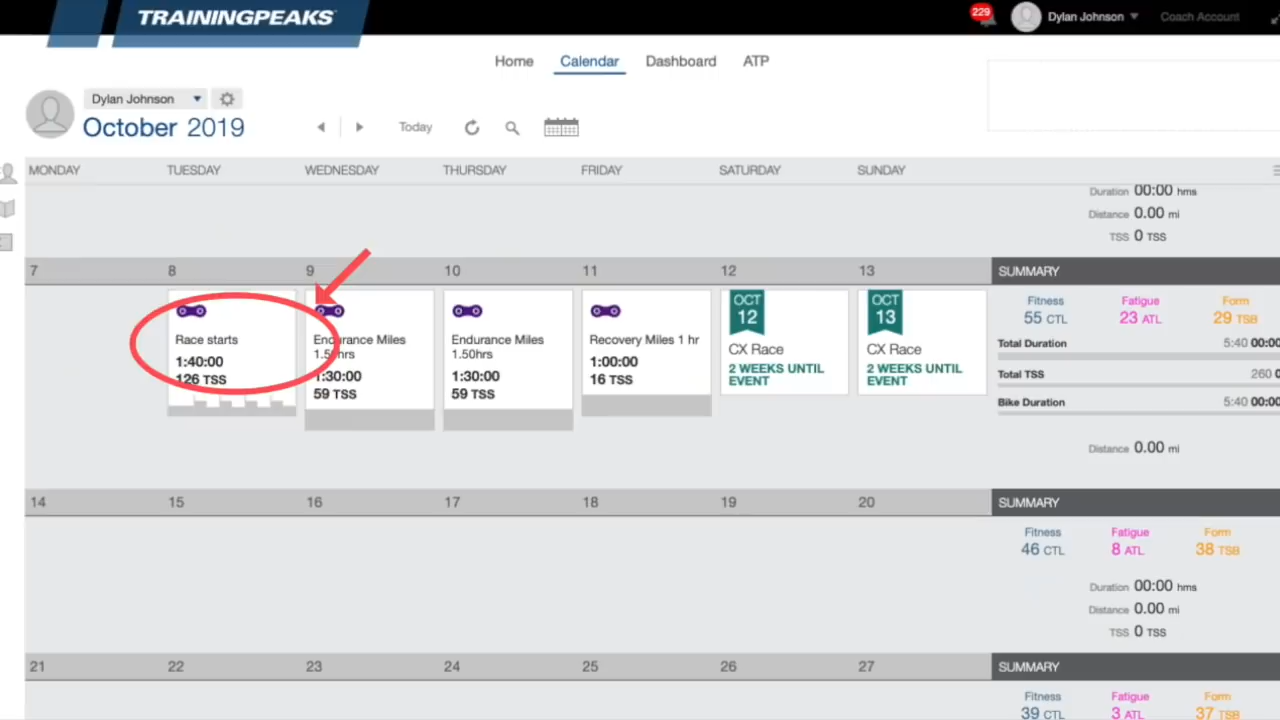 TRAININGPEAKS
229
Dylan Johnson
Coach Account
Home Calendar Dashboard ATP
Dylan Johnson
October 2019
Today
MONDAY TUESDAY WEDNESDAY THURSDAY FRIDAY SATURDAY SUNDAY
Duration 00:00 hms
Distance 0.00 mi
TSS 0 TSS
7 8 9 10 11 12 13 SUMMARY
Race starts
1:40:00
126 TSS
Endurance Miles
1.50hrs
1:30:00
59 TSS
Endurance Miles
1.50hrs
1:30:00
59 TSS
Recovery Miles 1 hr
1:00:00
16 TSS
OCT
12
CX Race
2 WEEKS UNTIL
EVENT
OCT
13
CX Race
2 WEEKS UNTIL
EVENT
Fitness Fatigue Form
55 CTL 23 ATL 29 TSB
Total Duration 5:40 00:00
Total TSS 260 0
Bike Duration 5:40 00:00
Distance 0.00 mi
14 15 16 17 18 19 20 SUMMARY
Fitness Fatigue Form
46 CTL 8 ATL 38 TSB
Duration 00:00 hms
Distance 0.00 mi
TSS 0 TSS
21 22 23 24 25 26 27 SUMMARY
Fitness Fatigue Form
39 CTL 3 ATL 37 TSB